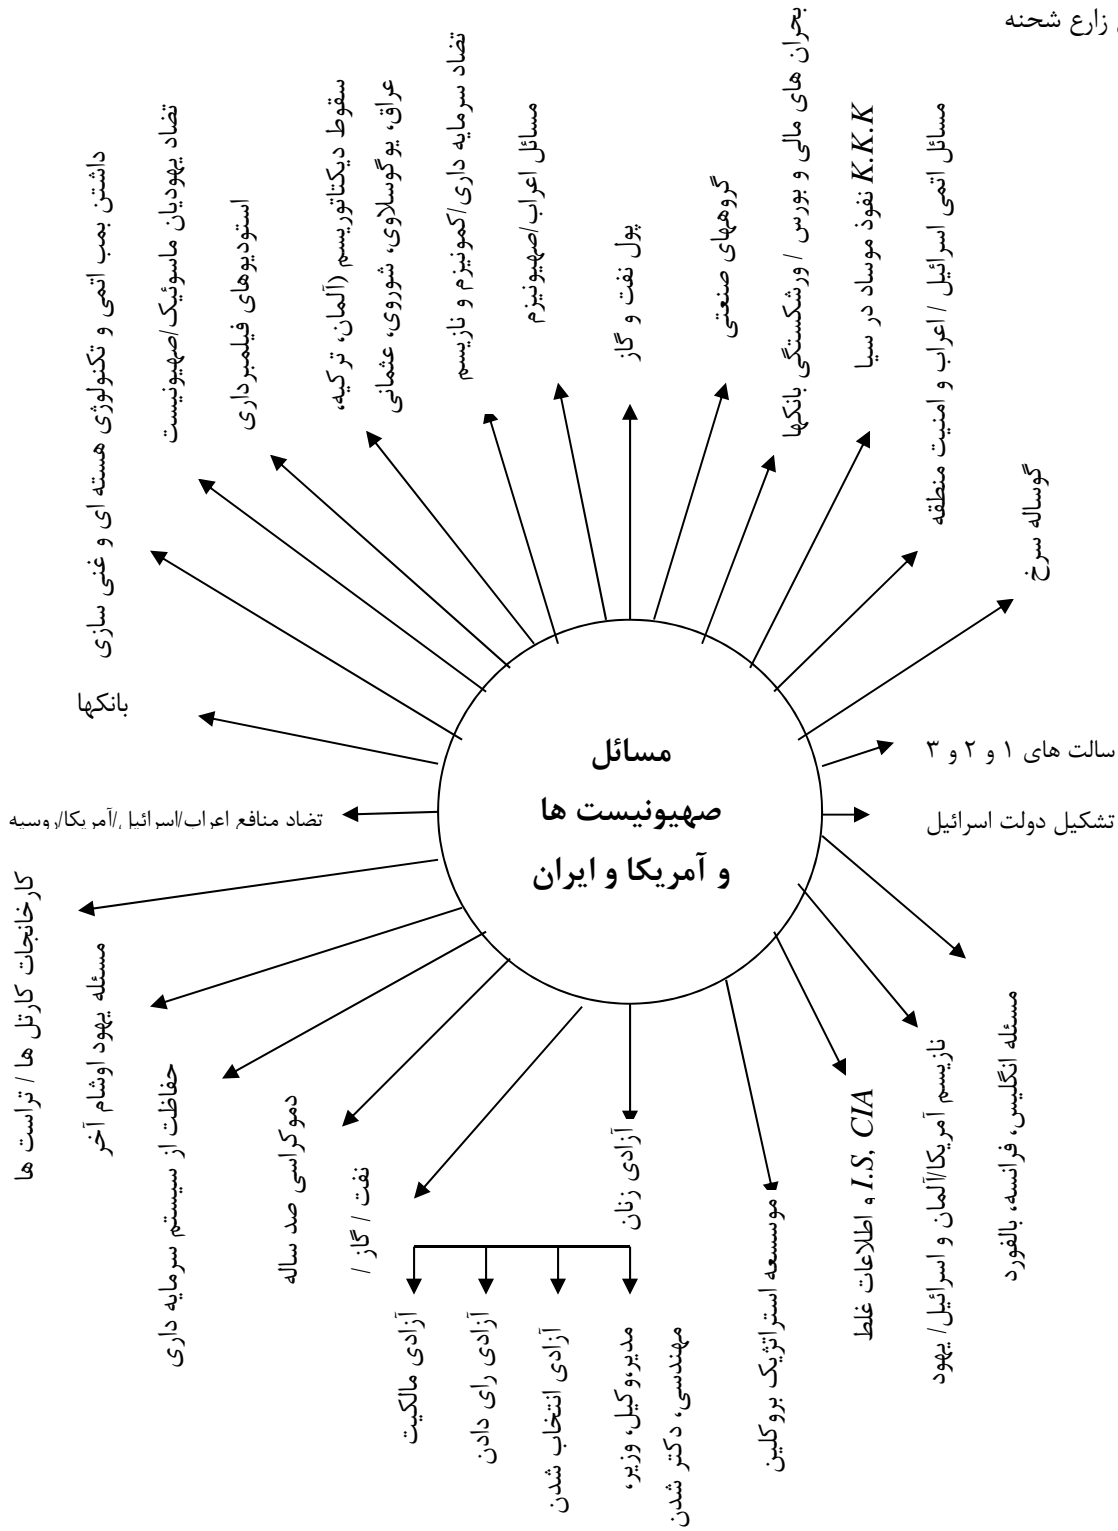 زارع شحنه
مسائل
صهیونیست ها
و آمریکا و ایران
داشتن بمب اتمی و تکنولوژی هسته ای و غنی سازی
تضاد یهودیان ماسوئیک/صهیونیست
استودیوهای فیلمبرداری
سقوط دیکتاتوریسم (آلمان، ترکیه،
عراق، یوگوسلاوی، شوروی، عثمانی
تضاد سرمایه داری/کمونیزم و نازیسم
مسائل اعراب/صهیونیزم
پول نفت و گاز
گروههای صنعتی
بحران های مالی و بورس / ورشکستگی بانکها
K.K.K نفوذ موساد در سیا
مسائل اتمی اسرائیل / اعراب و امنیت منطقه
گوساله سرخ
سالت های ۱ و ۲ و ۳
تشکیل دولت اسرائیل
مسئله انگلیس، فرانسه، بالفورد
نازیسم آمریکا/آلمان و اسرائیل/ یهود
I.S, CIA و اطلاعات غلط
موسسعه استراتژیک بروکلین
آزادی زنان
مدیر،وکیل، وزیر،
مهندسی، دکتر شدن
آزادی انتخاب شدن
آزادی رای دادن
آزادی مالکیت
نفت / گاز /
دموکراسی صد ساله
حفاظت از سیستم سرمایه داری
مسئله یهود اوشام آخر
کارخانجات کارتل ها / تراست ها
تضاد منافع اعراب/اسرائیل/آمریکا/روسیه
بانکها